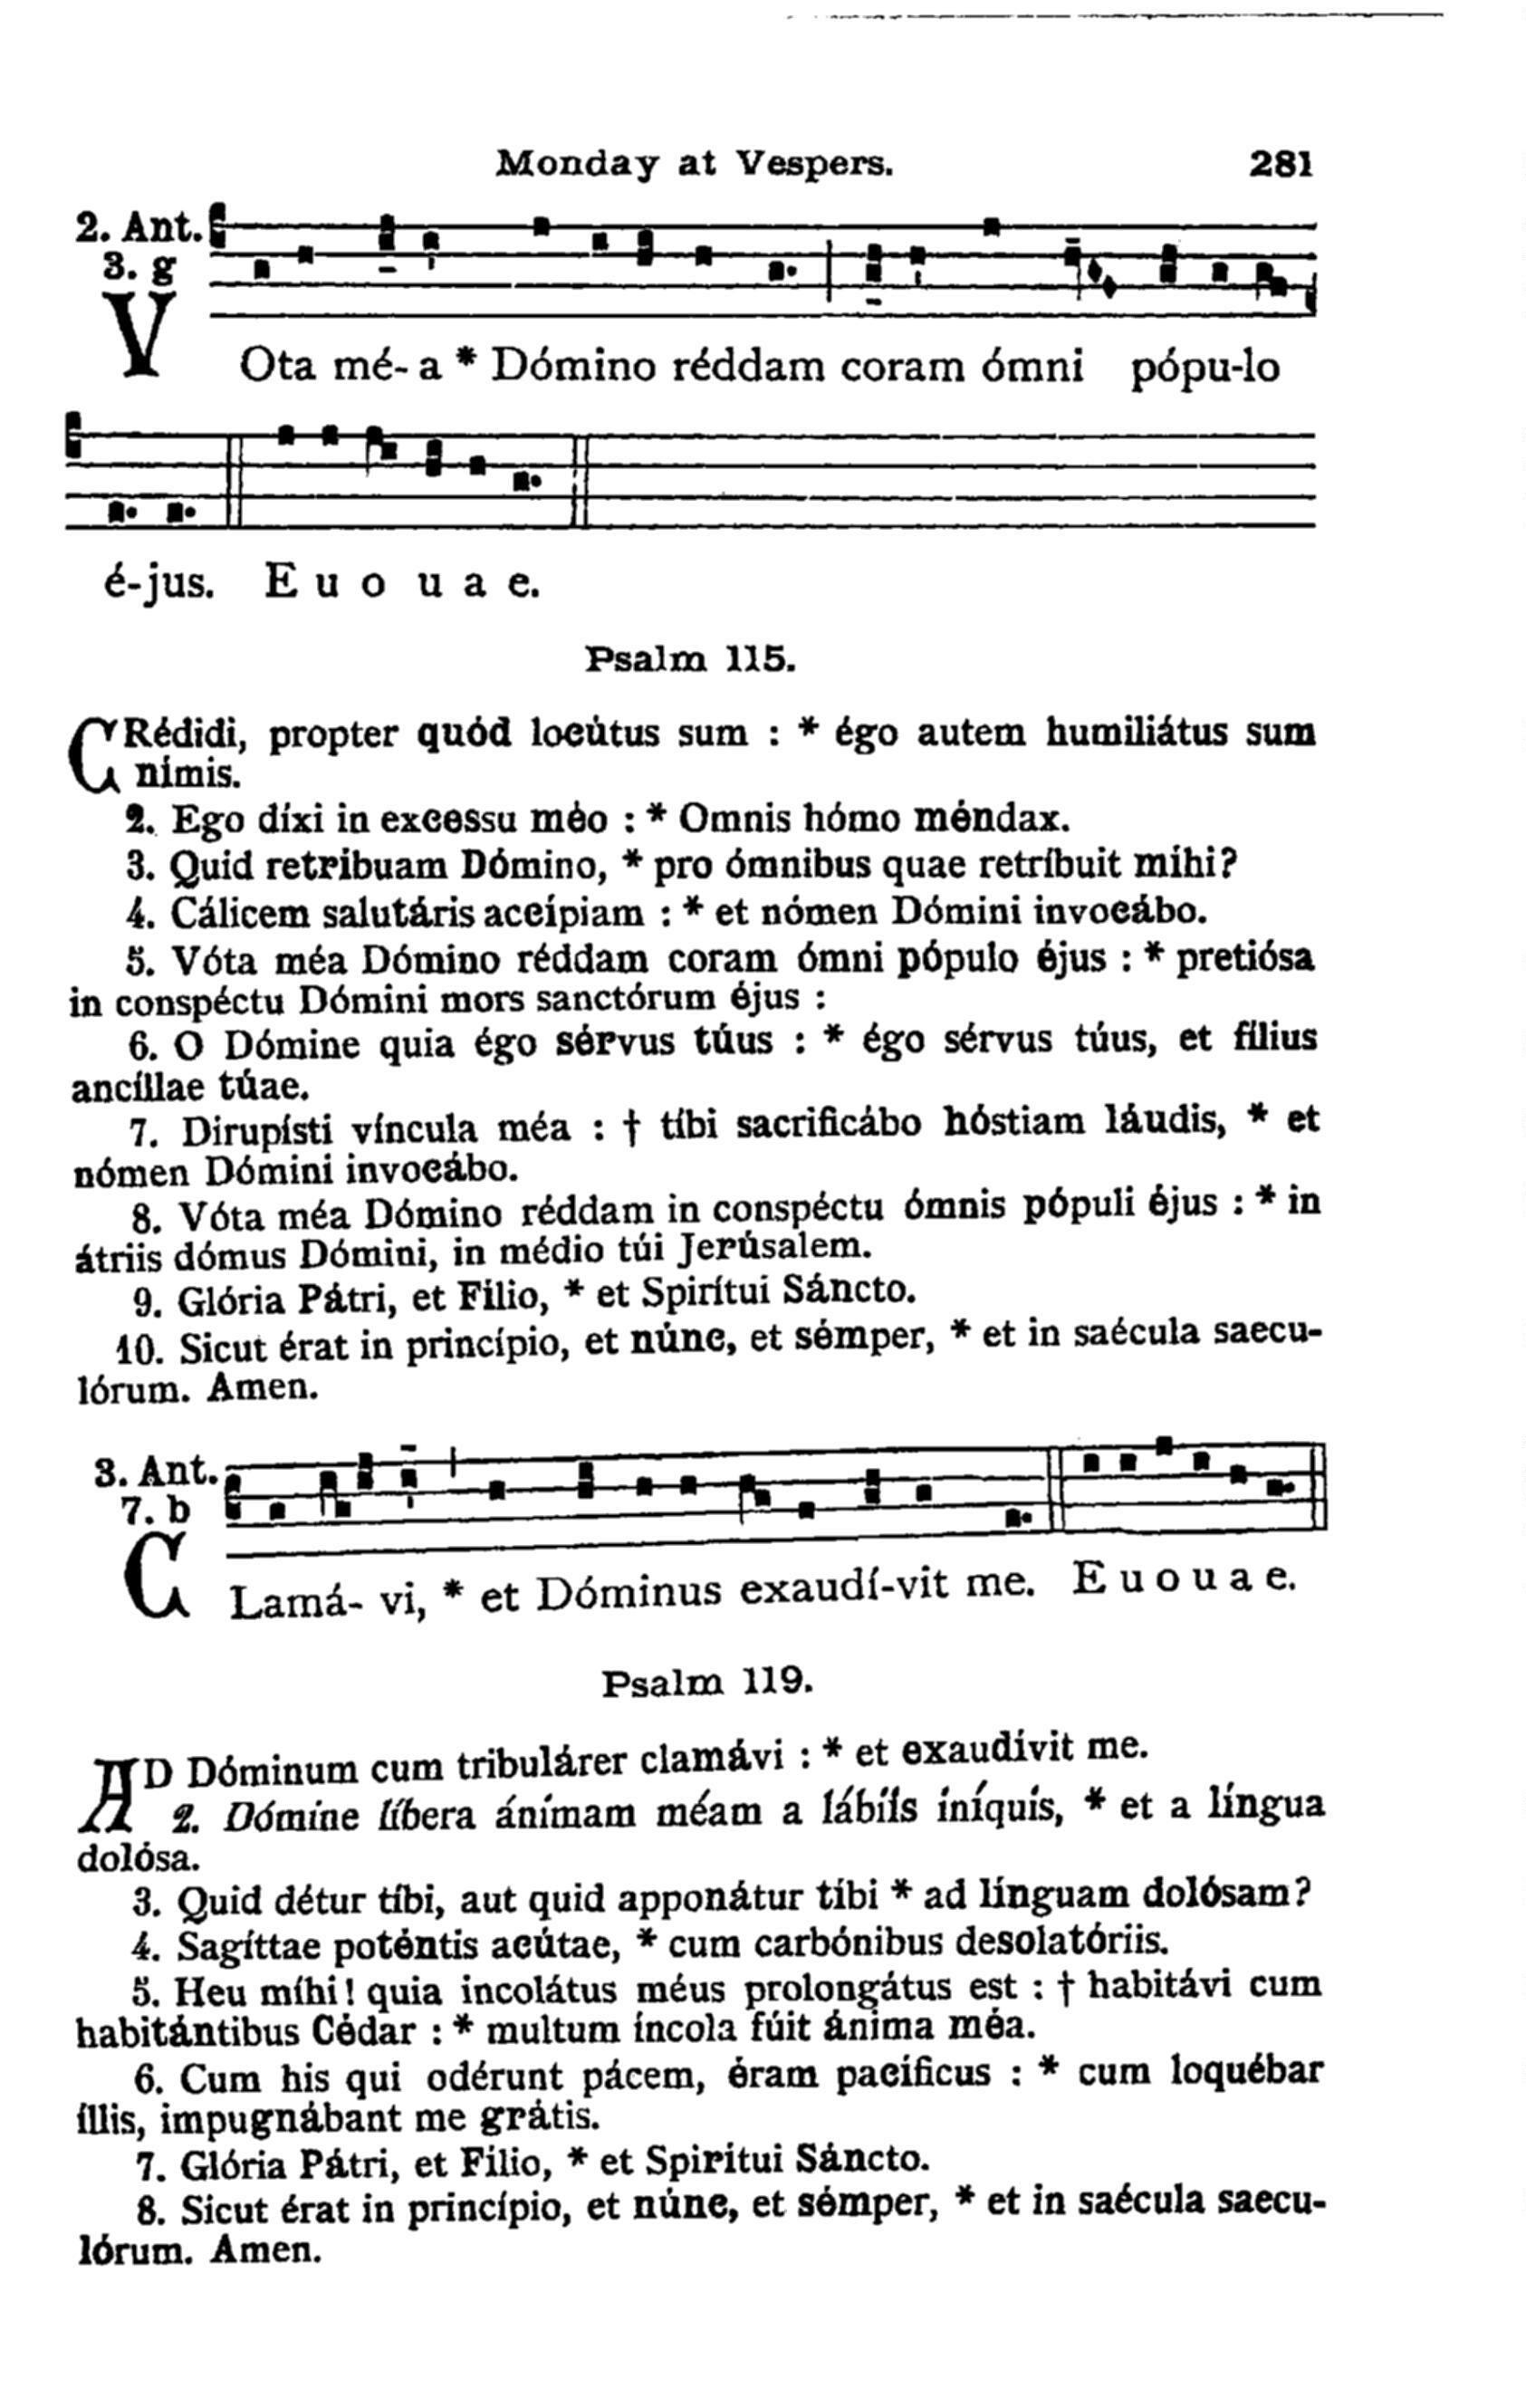 Monday at Vespers. 281
2. Ant.
3. g
VOta mé- a * Dómino réddam coram ómni pópu-lo
é-jus. E u o u a e.
Psalm 115.
CRédidi, propter quód locútus sum : * égo autem humiliátus sum
nímis.
2. Ego díxi in excessu méo : * Omnis hómo méndax.
3. Quid retribuam Dómino, * pro ómnibus quae retríbuit míhi?
4. Cálicem salutáris accípiam : * et nómen Dómini invocábo.
5. Vóta méa Dómino réddam coram ómni pópulo éjus : * pretiósa
in conspéctu Dómini mors sanctórum éjus :
6. O Dómine quia égo sérvus túus : * égo sérvus túus, et fílius
ancíllae túae.
7. Dirupísti víncula méa : † tíbi sacrificábo hóstiam láudis, * et
nómen Dómini invocábo.
8. Vóta méa Dómino réddam in conspéctu ómnis pópuli éjus : * in
átriis dómus Dómini, in médio túi Jerúsalem.
9. Glória Pátri, et Fílio, * et Spirítui Sáncto.
10. Sicut érat in princípio, et núnc, et sémper, * et in saécula saecu-
lórum. Amen.
3. Ant.
7. b
CLamá- vi, * et Dóminus exaudí-vit me. E u o u a e.
Psalm 119.
AD Dóminum cum tribulárer clamávi : * et exaudívit me.
2. Dómine líbera ánimam méam a lábiis iníquis, * et a língua
dolósa.
3. Quid détur tíbi, aut quid apponátur tíbi * ad línguam dolósam?
4. Sagíttae poténtis acútae, * cum carbónibus desolatóriis.
5. Heu míhi! quia incolátus méus prolongátus est : † habitávi cum
habitántibus Cédar : * multum íncola fúit ánima méa.
6. Cum his qui odérunt pácem, éram pacíficus : * cum loquébar
íllis, impugnábant me grátis.
7. Glória Pátri, et Fílio, * et Spirítui Sáncto.
8. Sicut érat in princípio, et núnc, et sémper, * et in saécula saecu-
lórum. Amen.